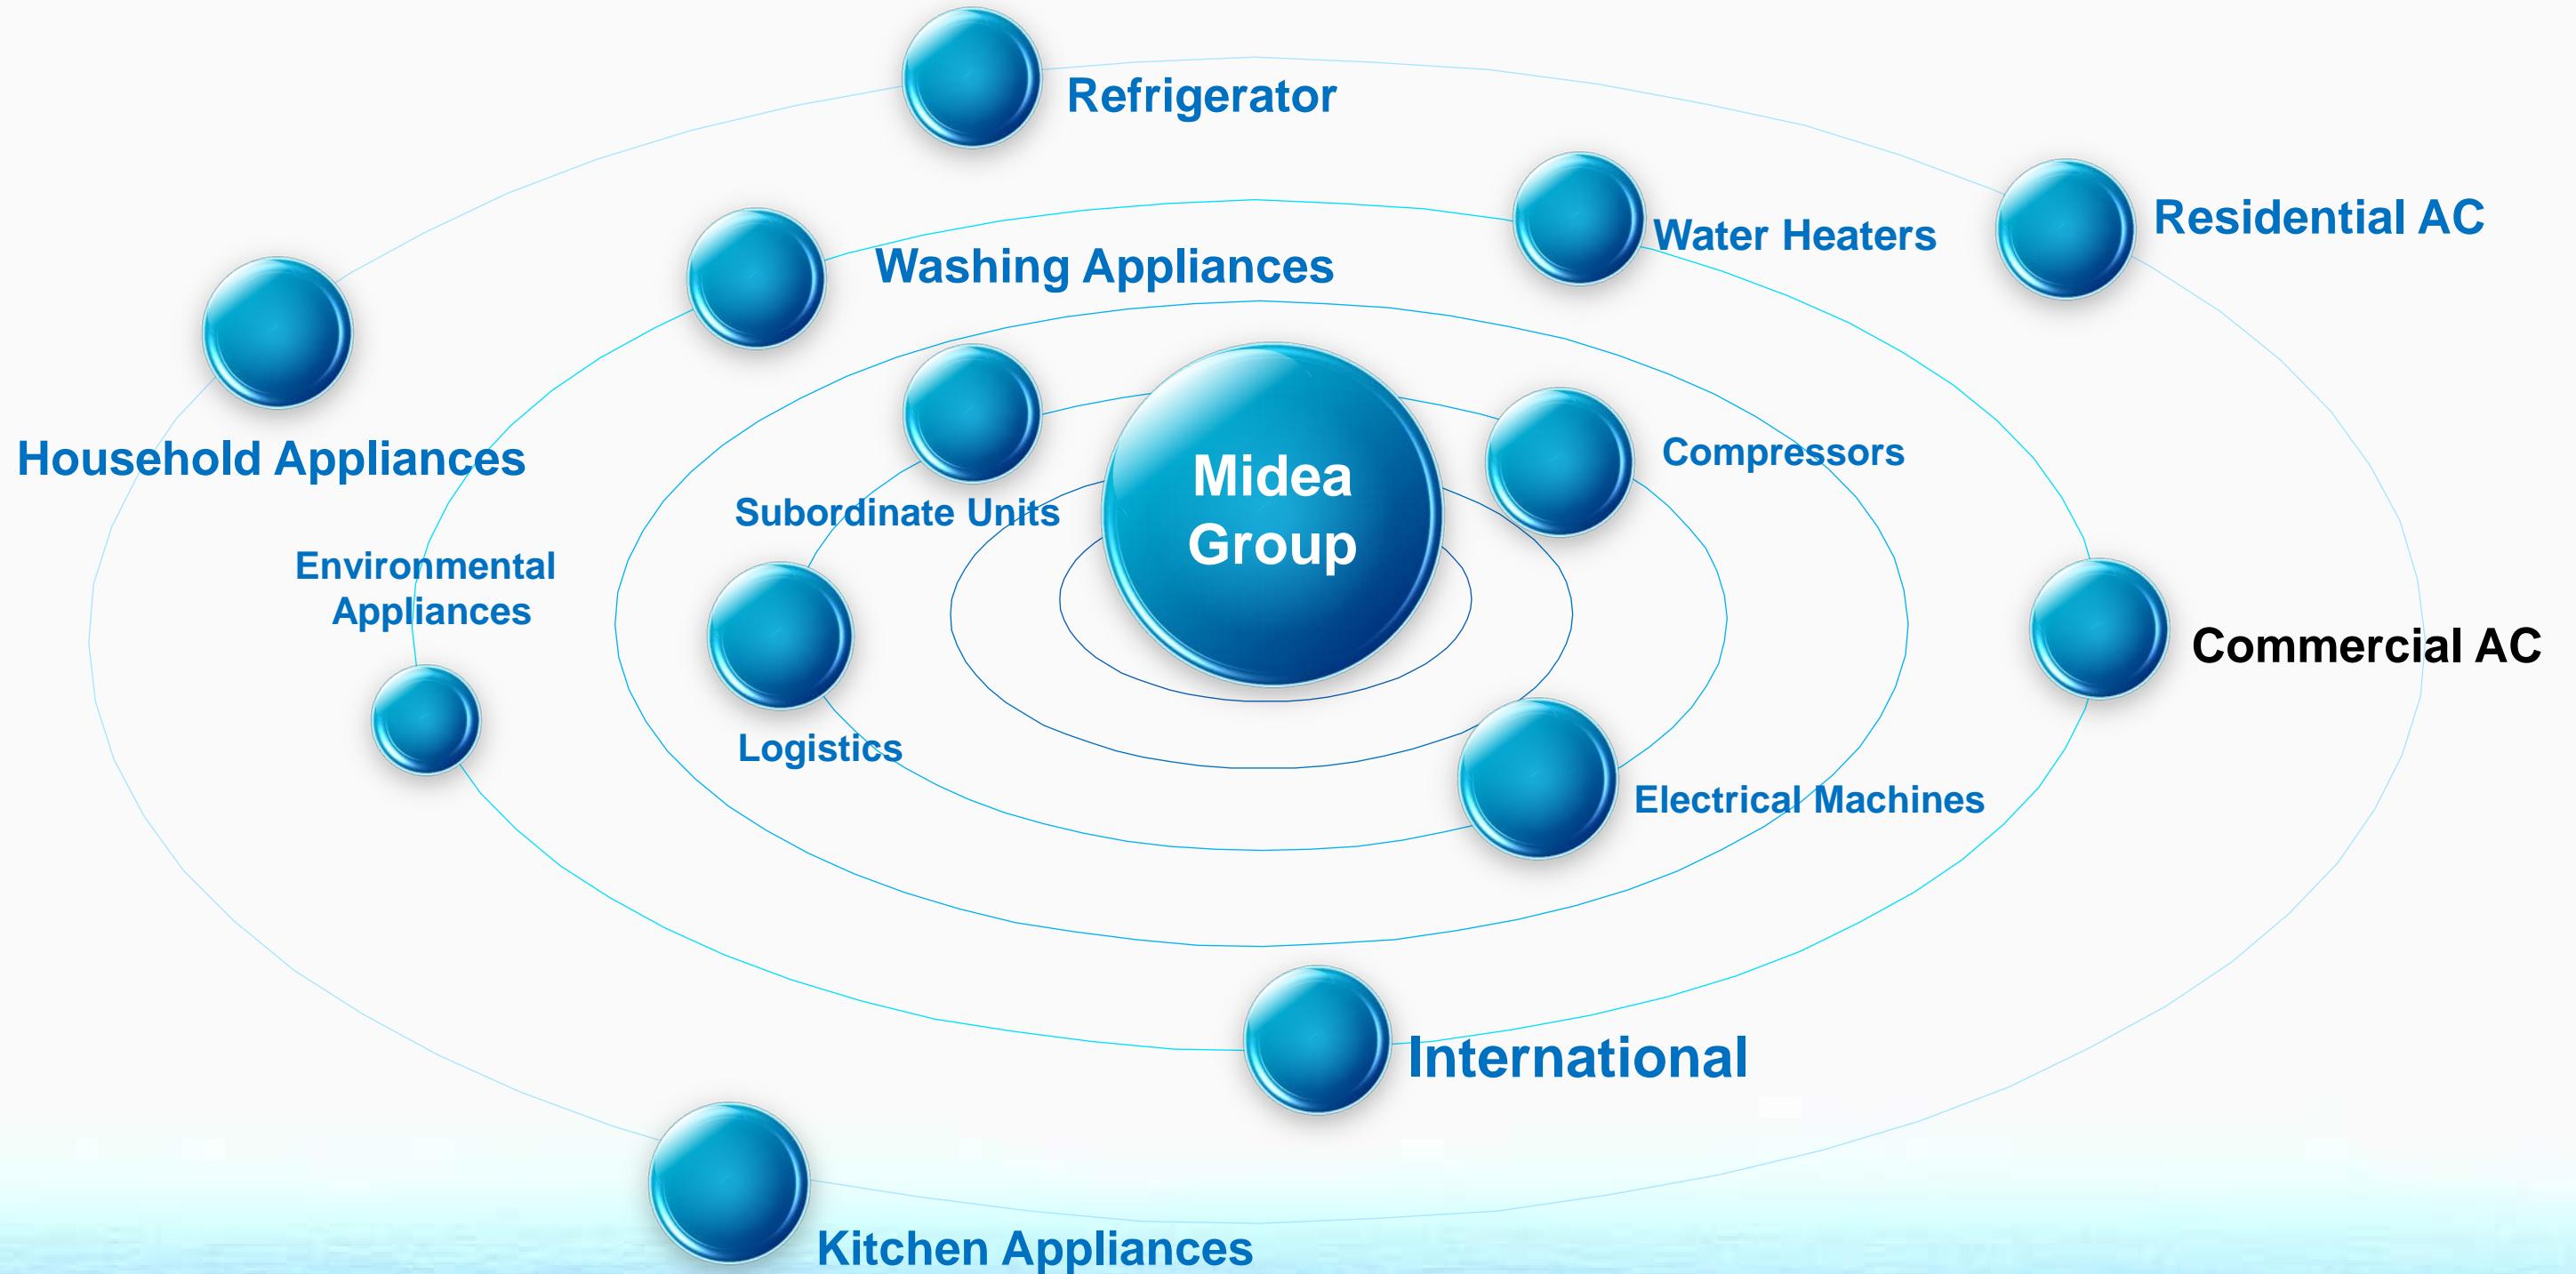 Refrigerator
Residential AC
Water Heaters
Washing Appliances
Household Appliances
Compressors
Midea
Group
Subordinate Units
Environmental
Appliances
Commercial AC
Logistics
Electrical Machines
International
Kitchen Appliances